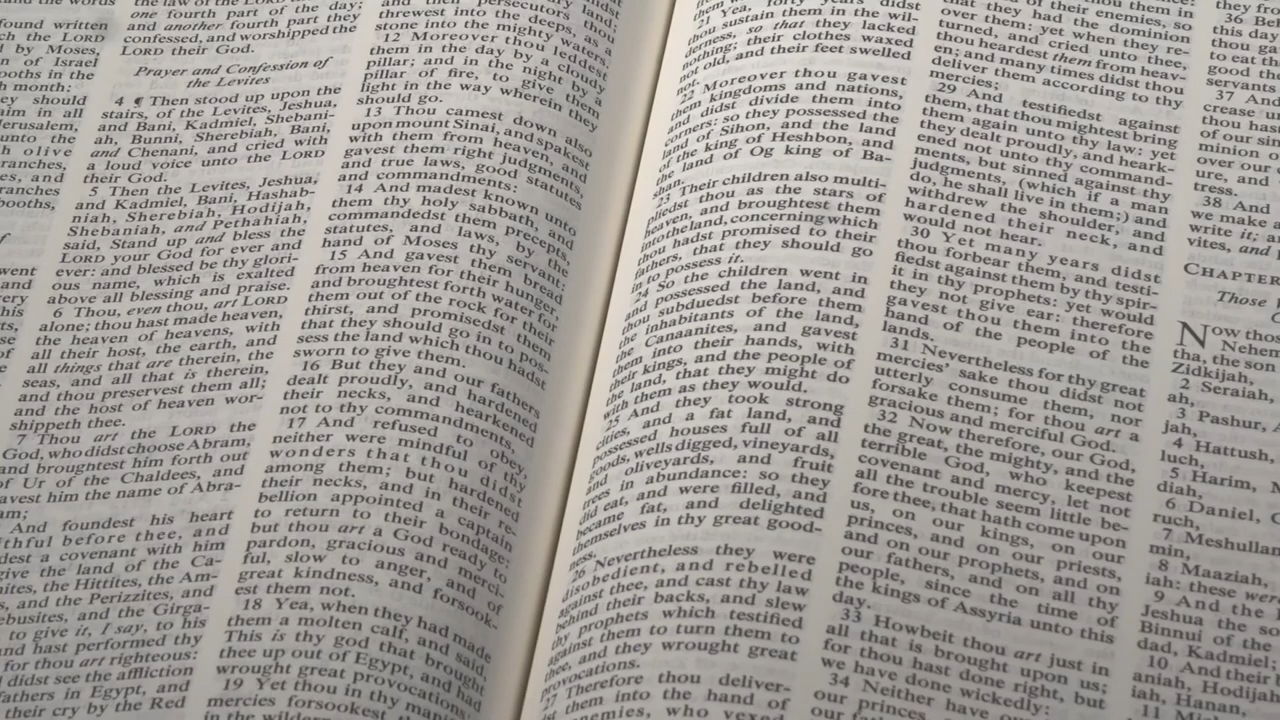 found written
the LORD
by Moses,
of Israel
ooths in the
month:
should
aim in all
erusalem,
unto the
olive
ranches,
es, and
ranches
booths,
went
the law of the LORD
one fourth part of the day;
and another fourth part they
confessed, and worshipped the
LORD their God.
Prayer and Confession of
the Levites
4 ¶ Then stood up upon the
stairs, of the Levites, Jeshua,
and Bani, Kadmiel, Shebani-
ah, Bunni, Sherebiah, Bani,
and Chenani, and cried with
a loud voice unto the LORD
their God.
5 Then the Levites, Jeshua,
and Kadmiel, Bani, Hashab-
niah, Sherebiah, Hodijah,
Shebaniah, and Pethahiah,
said, Stand up and bless the
LORD your God for ever and
ever: and blessed be thy glori-
ous name, which is exalted
above all blessing and praise.
6 Thou, even thou, art LORD
alone; thou hast made heaven,
the heaven of heavens, with
all their host, the earth, and
all things that are therein, the
seas, and all that is therein,
and thou preservest them all;
and the host of heaven wor-
shippeth thee.
7 Thou art the LORD the
God, who didst choose Abram,
and broughtest him forth out
of Ur of the Chaldees, and
gavest him the name of Abra-
am;
And foundest his heart
ithful before thee, and
dest a covenant with him
give the land of the Ca-
nites, the Hittites, the Am-
s, and the Perizzites, and
ebusites, and the Girga-
to give it, I say, to his
and hast performed thy
for thou art righteous:
didst see the affliction
fathers in Egypt, and
their cry by the Red
land;
and their persecutors thou
threwest into the deeps, as a
stone into the mighty waters.
12 Moreover thou leddest
them in the day by a cloudy
pillar; and in the night by a
pillar of fire, to give them
light in the way wherein they
should go.
13 Thou camest down also
upon mount Sinai, and spakest
with them from heaven, and
gavest them right judgments,
and true laws, good statutes
and commandments:
14 And madest known unto
them thy holy sabbath, and
commandedst them precepts,
statutes, and laws, by the
hand of Moses thy servant:
15 And gavest them bread
from heaven for their hunger,
and broughtest forth water for
them out of the rock for their
thirst, and promisedst them
that they should go in to pos-
sess the land which thou hadst
sworn to give them.
16 But they and our fathers
dealt proudly, and hardened
their necks, and hearkened
not to thy commandments,
17 And refused to obey,
neither were mindful of thy
wonders that thou didst
among them; but hardened
their necks, and in their re-
bellion appointed a captain
to return to their bondage:
but thou art a God ready to
pardon, gracious and merci-
ful, slow to anger, and of
great kindness, and forsook-
est them not.
18 Yea, when they had made
them a molten calf, and said,
This is thy god that brought
thee up out of Egypt, and had
wrought great provocations;
19 Yet thou in thy manifold
mercies forsookest
in the wilderness
21 Yea, forty years didst
thou sustain them in the wil-
derness, so that they lacked
nothing; their clothes waxed
not old, and their feet swelled
not.
22 Moreover thou gavest
them kingdoms and nations,
and didst divide them into
corners: so they possessed the
land of Sihon, and the land
of the king of Heshbon, and
the land of Og king of Ba-
shan.
23 Their children also multi-
pliedst thou as the stars of
heaven, and broughtest them
into the land, concerning which
thou hadst promised to their
fathers, that they should go
in to possess it.
24 So the children went in
and possessed the land, and
thou subduedst before them
the inhabitants of the land,
the Canaanites, and gavest
them into their hands, with
their kings, and the people of
the land, that they might do
with them as they would.
25 And they took strong
cities, and a fat land, and
possessed houses full of all
goods, wells digged, vineyards,
and oliveyards, and fruit
trees in abundance: so they
did eat, and were filled, and
became fat, and delighted
themselves in thy great good-
ness.
26 Nevertheless they were
disobedient, and rebelled
against thee, and cast thy law
behind their backs, and slew
thy prophets which testified
against them to turn them to
thee, and they wrought great
provocations.
27 Therefore thou deliver-
st them into the hand of
enemies, who vexed
thou them in
of their enemies, so
that they had the dominion
over them: yet when they re-
turned, and cried unto thee,
thou heardest them from heav-
en; and many times didst thou
deliver them according to thy
mercies;
29 And testifiedst against
them, that thou mightest bring
them again unto thy law: yet
they dealt proudly, and heark-
ened not unto thy command-
ments, but sinned against thy
judgments, (which if a man
do, he shall live in them;) and
withdrew the shoulder, and
hardened their neck, and
would not hear.
30 Yet many years didst
thou forbear them, and testi-
fiedst against them by thy spir-
it in thy prophets: yet would
they not give ear: therefore
gavest thou them into the
hand of the people of the
lands.
31 Nevertheless for thy great
mercies' sake thou didst not
utterly consume them, nor
forsake them; for thou art a
gracious and merciful God.
32 Now therefore, our God,
the great, the mighty, and the
terrible God, who keepest
covenant and mercy, let not
all the trouble seem little be-
fore thee, that hath come upon
us, on our kings, on our
princes, and on our priests,
and on our prophets, and on
our fathers, and on all thy
people, since the time of
the kings of Assyria unto this
day.
33 Howbeit thou art just in
all that is brought upon us;
for thou hast done right, but
we have done wickedly:
34 Neither have our
our princes
36 Beh
this day
thou ga
to eat th
good th
servants
37 And
crease un
thou has
of our sin
minion o
over our
ure, and
tress.
38 And
we make a
write it; a
vites, and
CHAPTER
Those
NOW thos
Nehem
tha, the son
Zidkijah,
2 Seraiah,
ah,
3 Pashur, A
jah,
4 Hattush,
luch,
5 Harim, M
diah,
6 Daniel, G
ruch,
7 Meshullam
min,
8 Maaziah,
iah: these were
9 And the
Jeshua the so
Binnui of the
dad, Kadmiel;
10 And their
aniah, Hodijah
iah, Hanan,
11 Mi